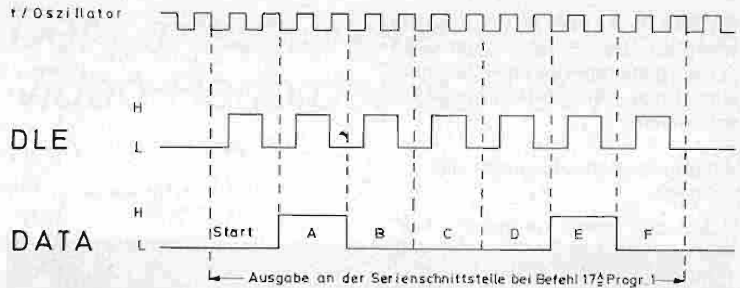 f/Oszillator
H
DLE
L
H
Start A B C D E F
DATA
L
Ausgabe an der Serienschnittstelle bei Befehl 17≙Progr.1